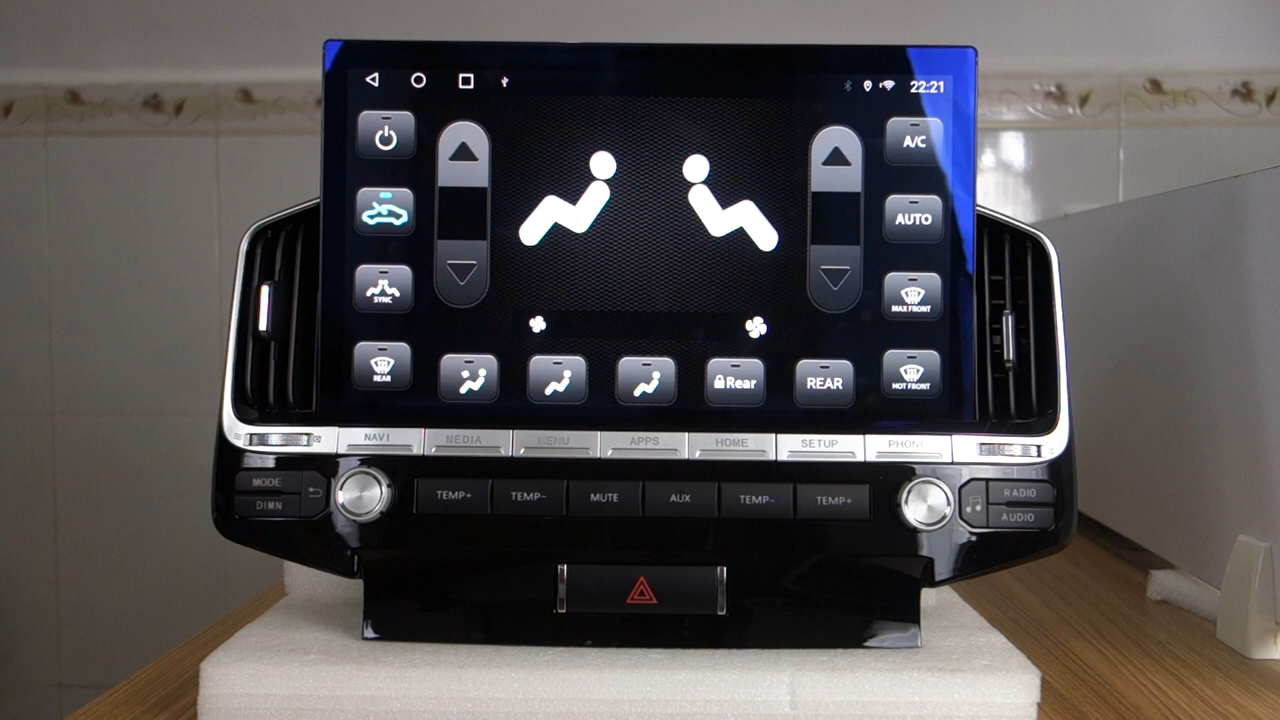 22:21
A/C
AUTO
SYNC
MAX FRONT
REAR
Rear
REAR
HOT FRONT
NAVI
MEDIA
MENU
APPS
HOME
SETUP
PHONE
MODE
DIMN
TEMP+
TEMP-
MUTE
AUX
TEMP-
TEMP+
RADIO
AUDIO